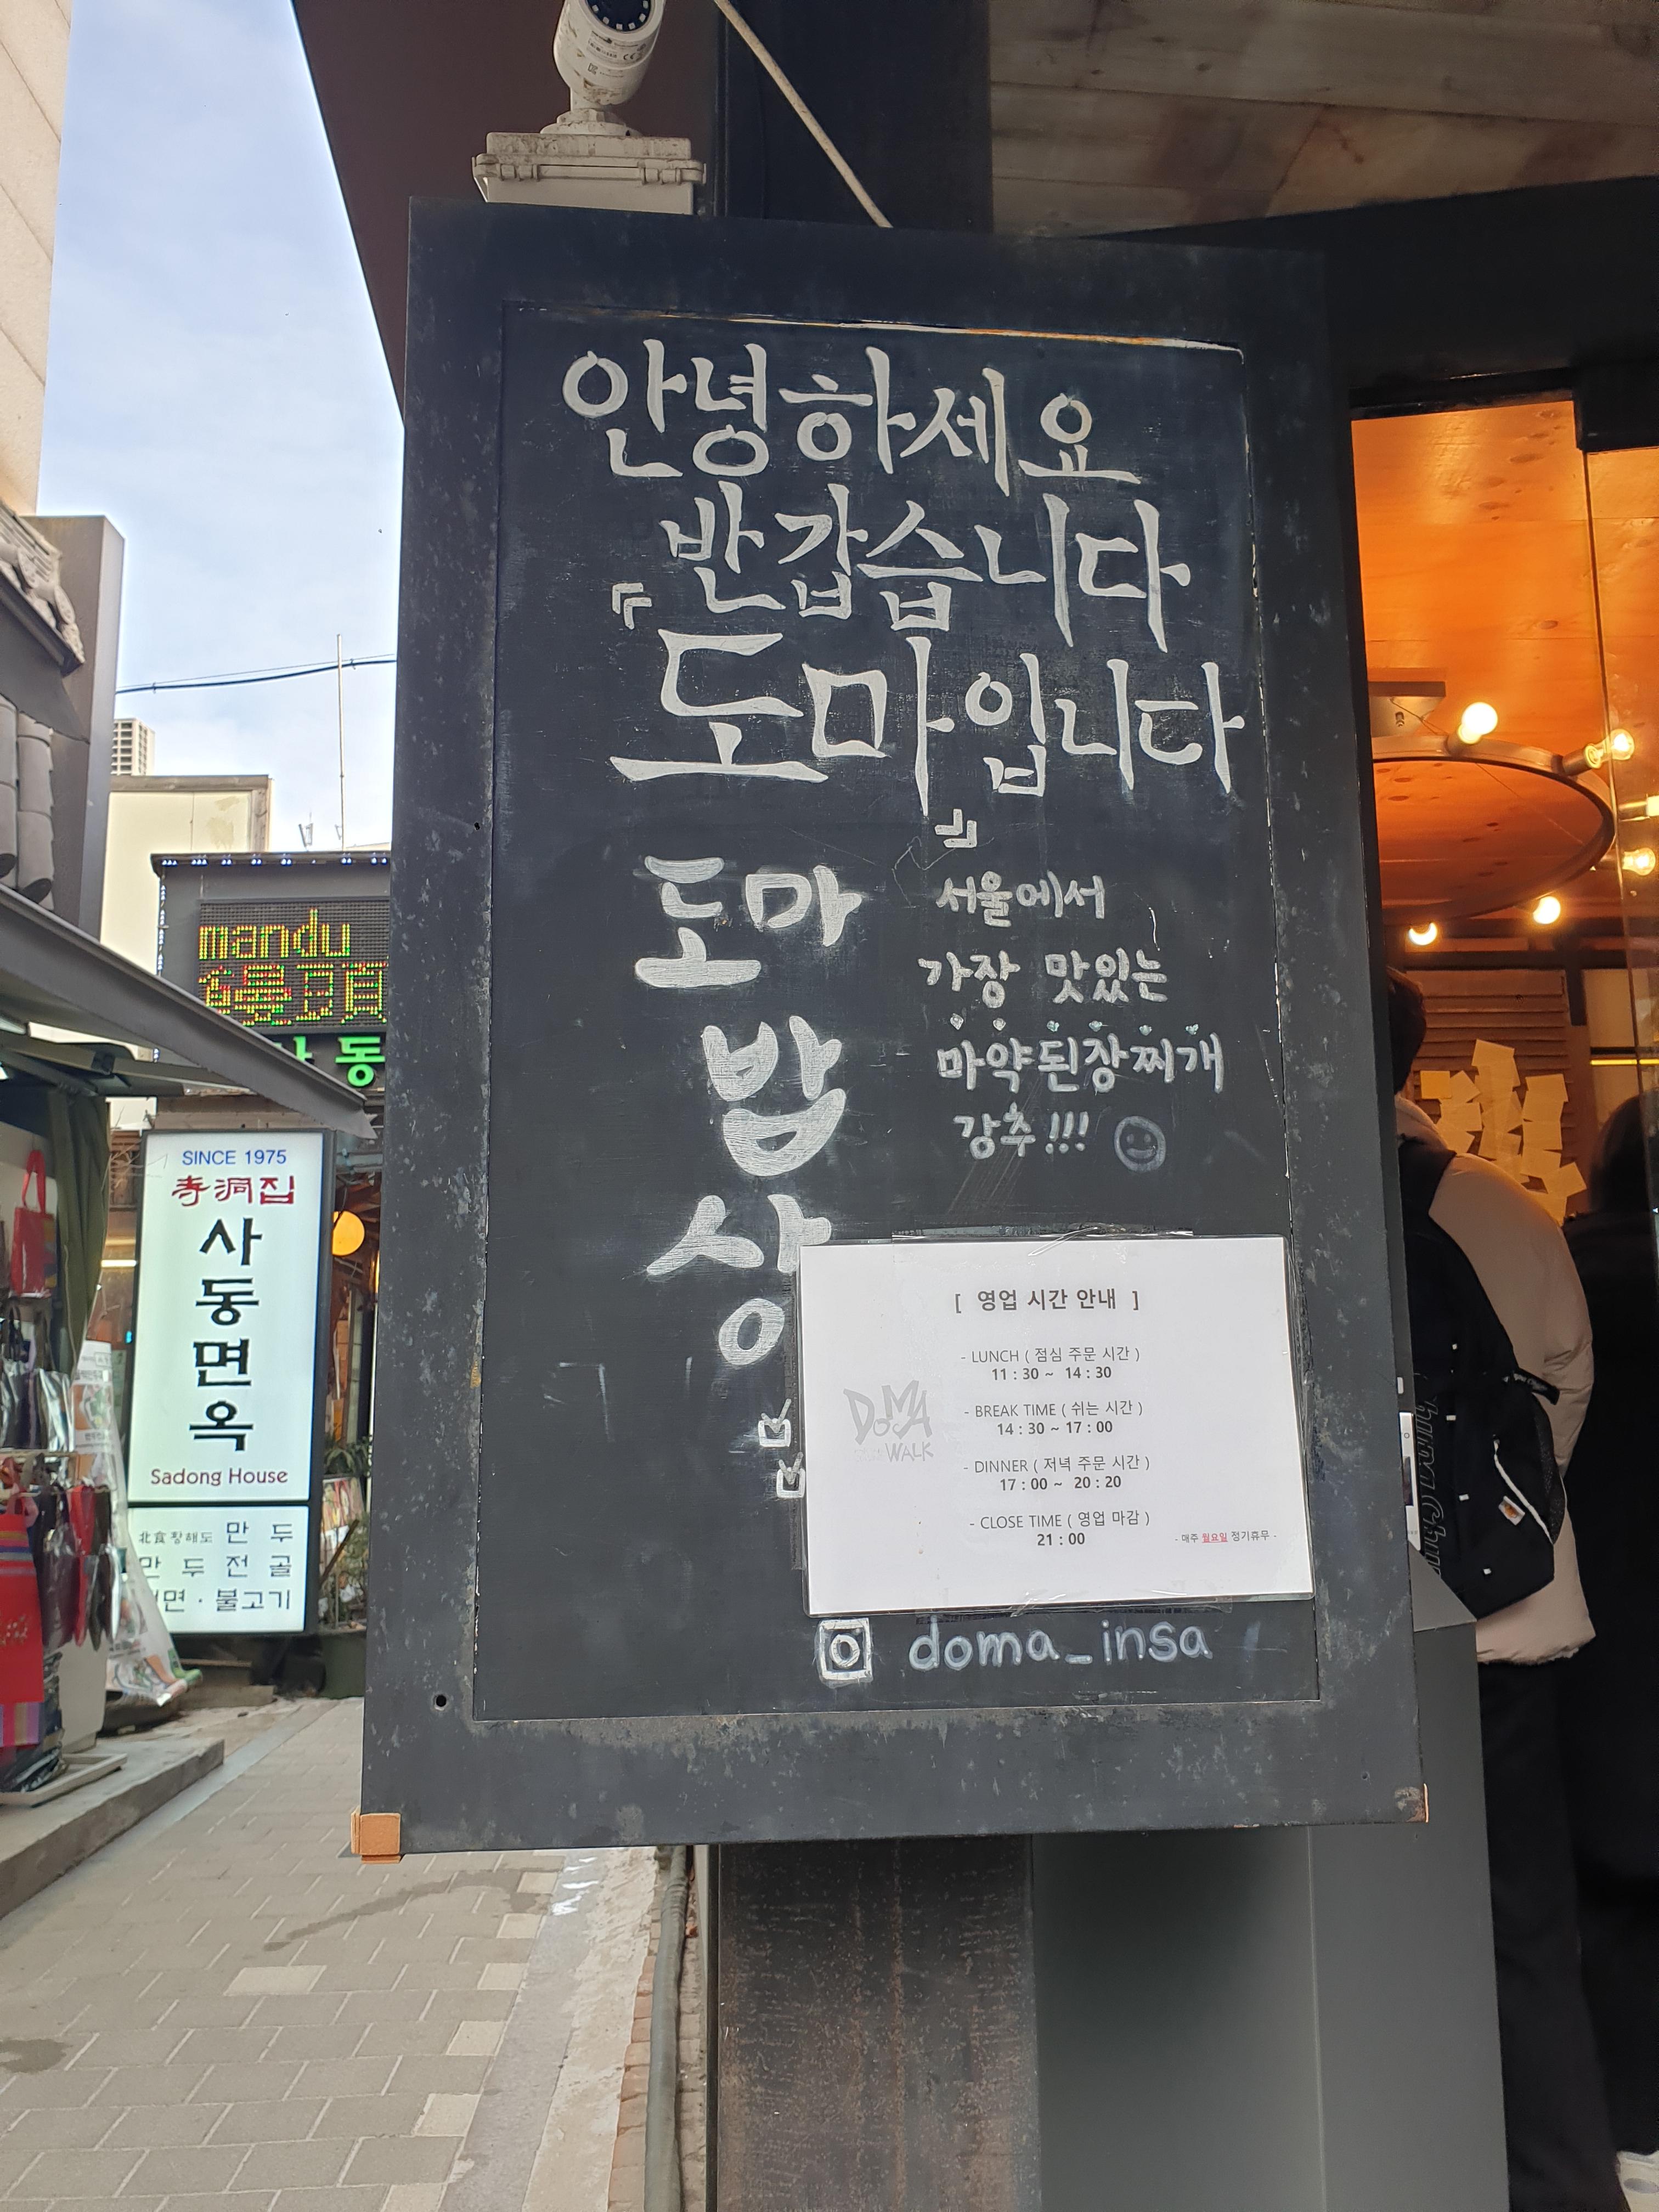 안녕하세요
반갑습니다
『도마입니다』
도마
밥
상
서울에서
가장 맛있는
마약된장찌개
강추!!!
[ 영업 시간 안내 ]
- LUNCH ( 점심 주문 시간 )
11 : 30 ~ 14 : 30
- BREAK TIME ( 쉬는 시간 )
14 : 30 ~ 17 : 00
- DINNER ( 저녁 주문 시간 )
17 : 00 ~ 20 : 20
- CLOSE TIME ( 영업 마감 )
21 : 00
- 매주 월요일 정기휴무 -
DOMA
WALK
doma_insa
mandu
饅頭
동
SINCE 1975
寺洞집
사
동
면
옥
Sadong House
만 두
만 두 전 골
면 · 불고기